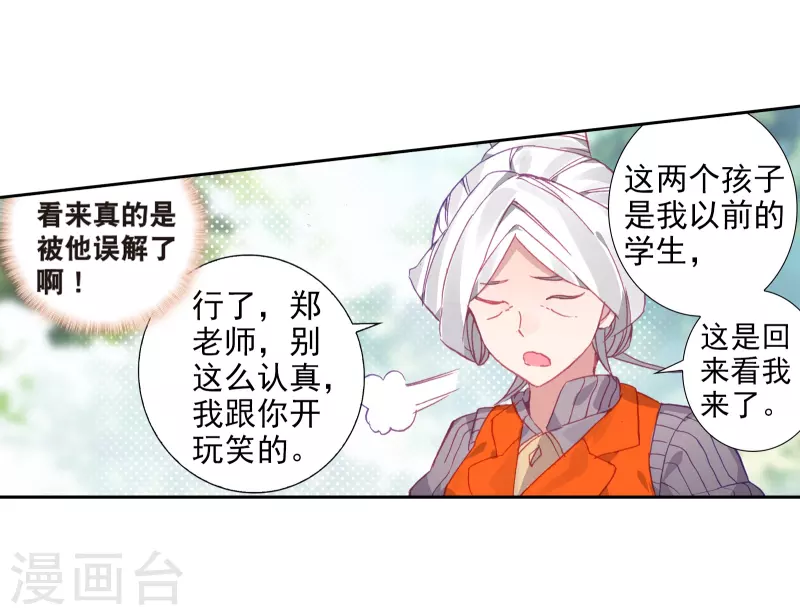 看来真的是
被他误解了
啊！
行了，郑
老师，别
这么认真，
我跟你开
玩笑的。
这两个孩子
是我以前的
学生，
这是回
来看我
来了。
漫画台